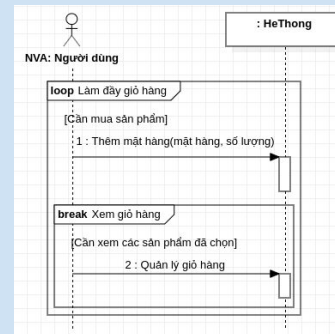 : HeThong
NVA: Người dùng
loop Làm đầy giỏ hàng
[Cần mua sản phẩm]
1 : Thêm mặt hàng(mặt hàng, số lượng)
break Xem giỏ hàng
[Cần xem các sản phẩm đã chọn]
2 : Quản lý giỏ hàng